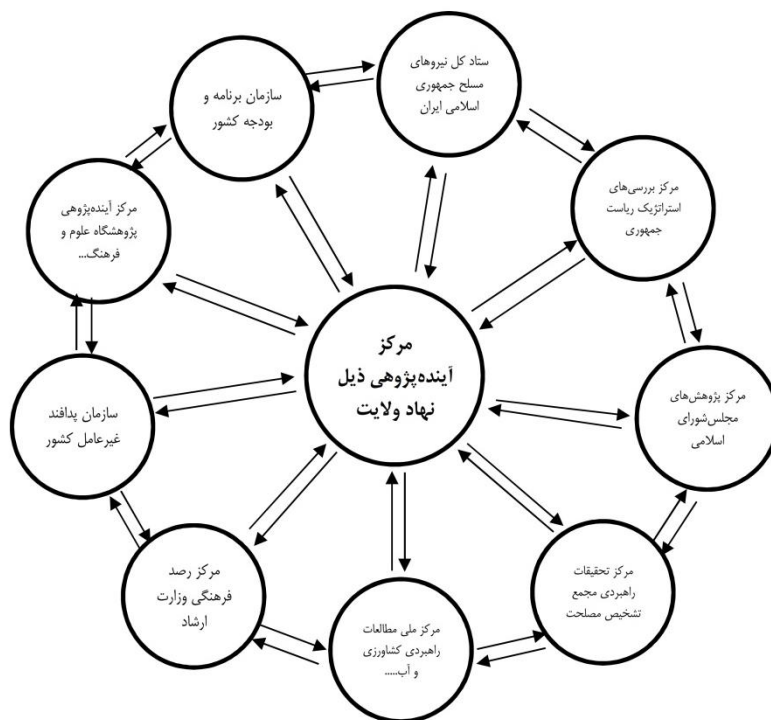 ستاد کل نیروهای
مسلح جمهوری
اسلامی ایران
سازمان برنامه و
بودجه کشور
مرکز بررسی‌های
استراتژیک ریاست
جمهوری
مرکز آینده‌پژوهی
پژوهشگاه علوم و
فرهنگ...
مرکز
آینده‌پژوهی ذیل
نهاد ولایت
مرکز پژوهش‌های
مجلس‌شورای
اسلامی
سازمان پدافند
غیرعامل کشور
مرکز تحقیقات
راهبردی مجمع
تشخیص مصلحت
مرکز رصد
فرهنگی وزارت
ارشاد
مرکز ملی مطالعات
راهبردی کشاورزی
و آب.....